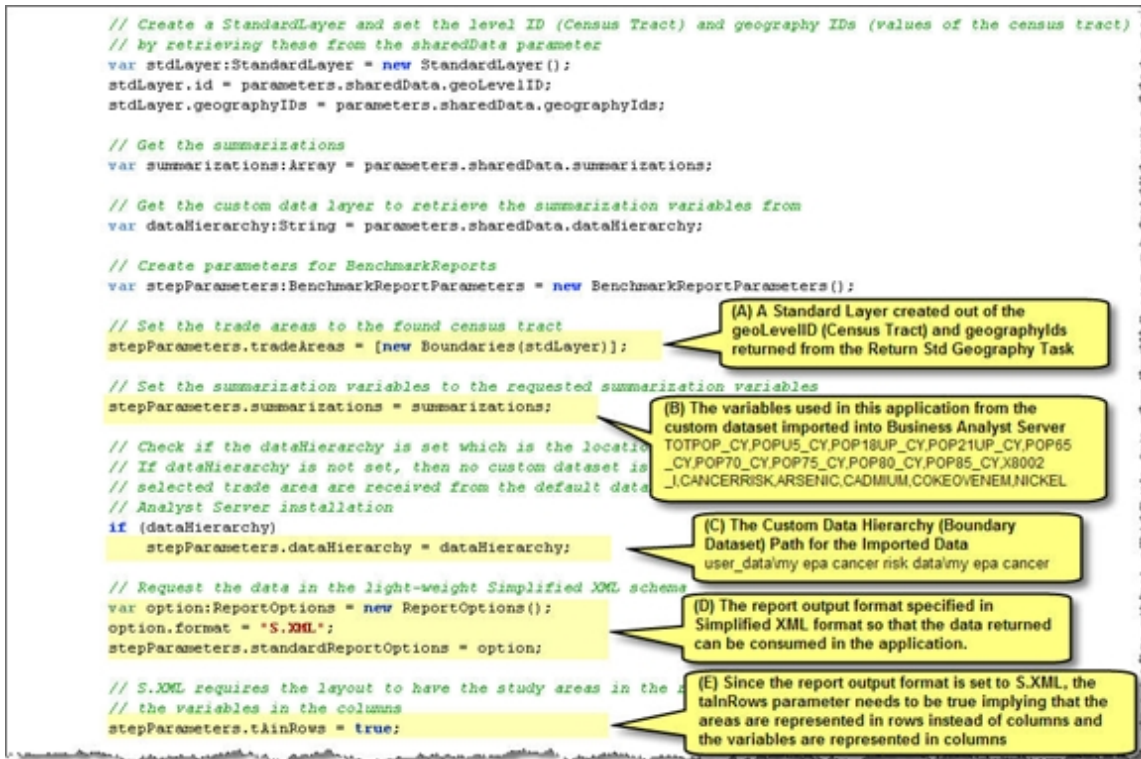 // Create a StandardLayer and set the level ID (Census Tract) and geography IDs (values of the census tract)
// by retrieving these from the sharedData parameter
var stdLayer:StandardLayer = new StandardLayer();
stdLayer.id = parameters.sharedData.geoLevelID;
stdLayer.geographyIDs = parameters.sharedData.geographyIds;
// Get the summarizations
var summarizations:Array = parameters.sharedData.summarizations;
// Get the custom data layer to retrieve the summarization variables from
var dataHierarchy:String = parameters.sharedData.dataHierarchy;
// Create parameters for BenchmarkReports
var stepParameters:BenchmarkReportParameters = new BenchmarkReportParameters();
// Set the trade areas to the found census tract
stepParameters.tradeAreas = [new Boundaries(stdLayer)];
(A) A Standard Layer created out of the
geoLevelID (Census Tract) and geographyIds
returned from the Return Std Geography Task
// Set the summarization variables to the requested summarization variables
stepParameters.summarizations = summarizations;
(B) The variables used in this application from the
custom dataset imported into Business Analyst Server
TOTPOP_CY,POPU5_CY,POP18UP_CY,POP21UP_CY,POP65
_CY,POP70_CY,POP75_CY,POP80_CY,POP85_CY,X8002
_I,CANCERRISK,ARSENIC,CADMIUM,COKEOVENEM,NICKEL
// Check if the dataHierarchy is set which is the locatio
// If dataHierarchy is not set, then no custom dataset is
// selected trade area are received from the default data
// Analyst Server installation
if (dataHierarchy)
stepParameters.dataHierarchy = dataHierarchy;
(C) The Custom Data Hierarchy (Boundary
Dataset) Path for the Imported Data
user_data\my epa cancer risk data\my epa cancer
// Request the data in the light-weight Simplified XML schema
var option:ReportOptions = new ReportOptions();
option.format = "S.XML";
stepParameters.standardReportOptions = option;
(D) The report output format specified in
Simplified XML format so that the data returned
can be consumed in the application.
// S.XML requires the layout to have the study areas in the
// the variables in the columns
stepParameters.tAinRows = true;
(E) Since the report output format is set to S.XML, the
taInRows parameter needs to be true implying that the
areas are represented in rows instead of columns and
the variables are represented in columns